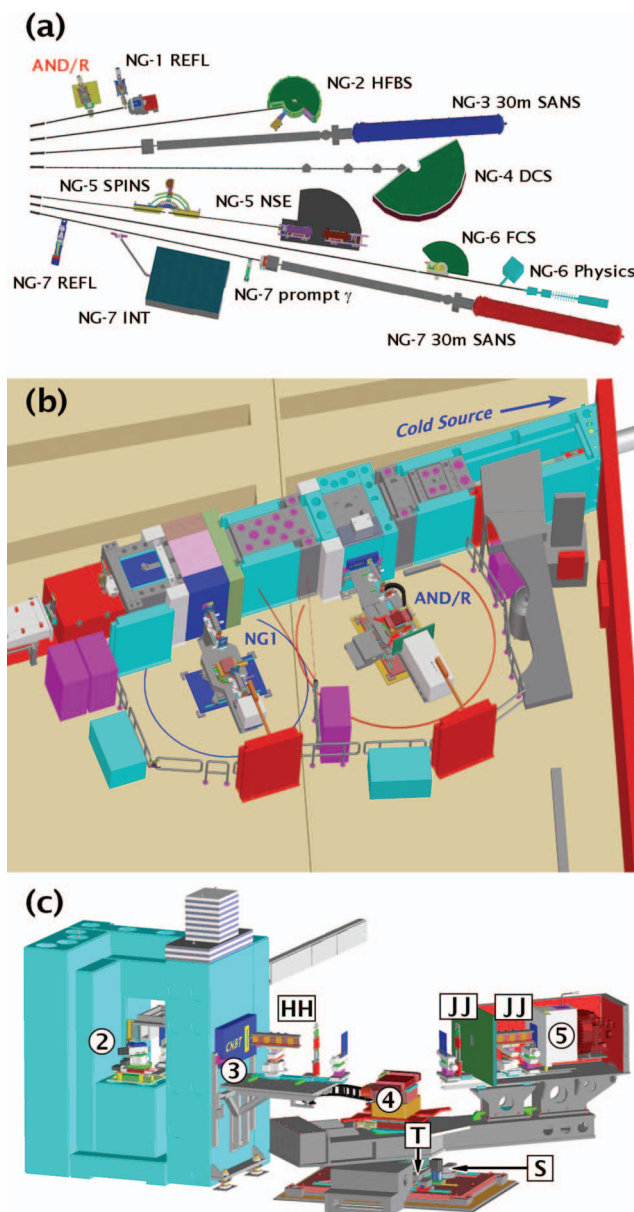 (a)
AND/R
NG-1 REFL
NG-2 HFBS
NG-3 30m SANS
NG-4 DCS
NG-5 SPINS
NG-5 NSE
NG-6 FCS
NG-6 Physics
NG-7 REFL
NG-7 INT
NG-7 prompt γ
NG-7 30m SANS
(b)
Cold Source
AND/R
NG1
(c)
HH
JJ
JJ
2
CNBT
3
4
5
T
S